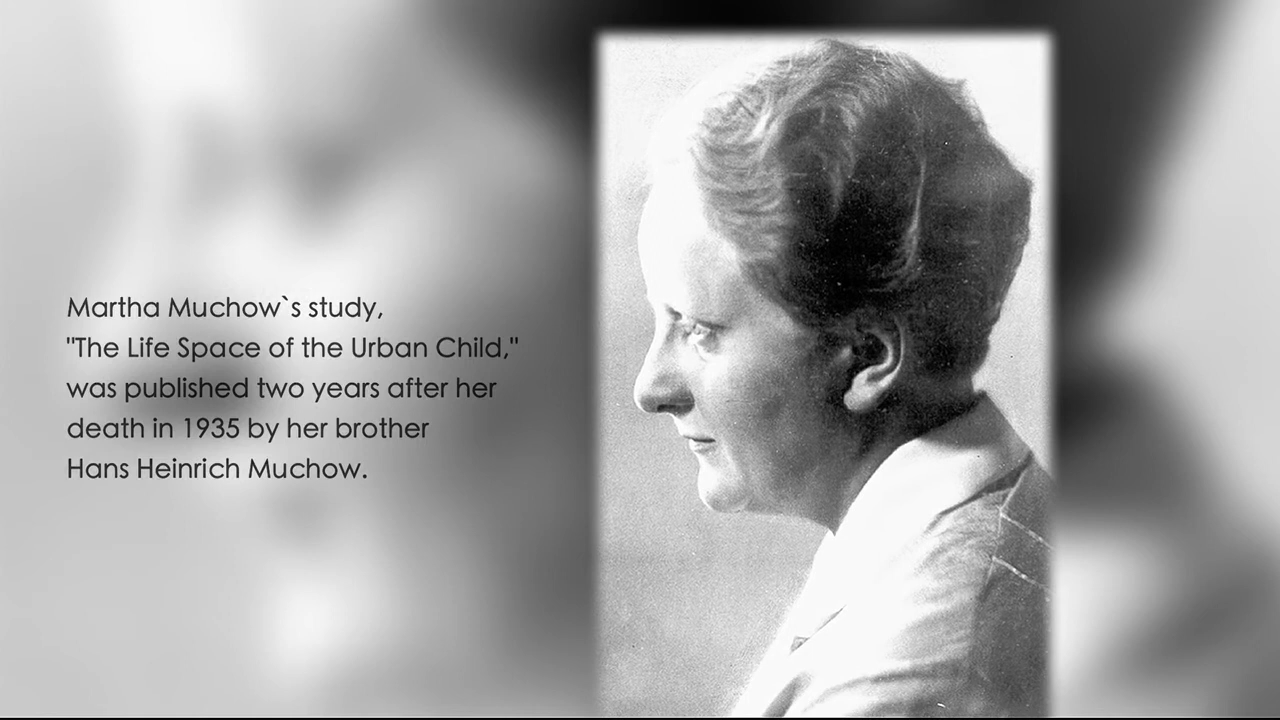 Martha Muchow`s study,
"The Life Space of the Urban Child,"
was published two years after her
death in 1935 by her brother
Hans Heinrich Muchow.